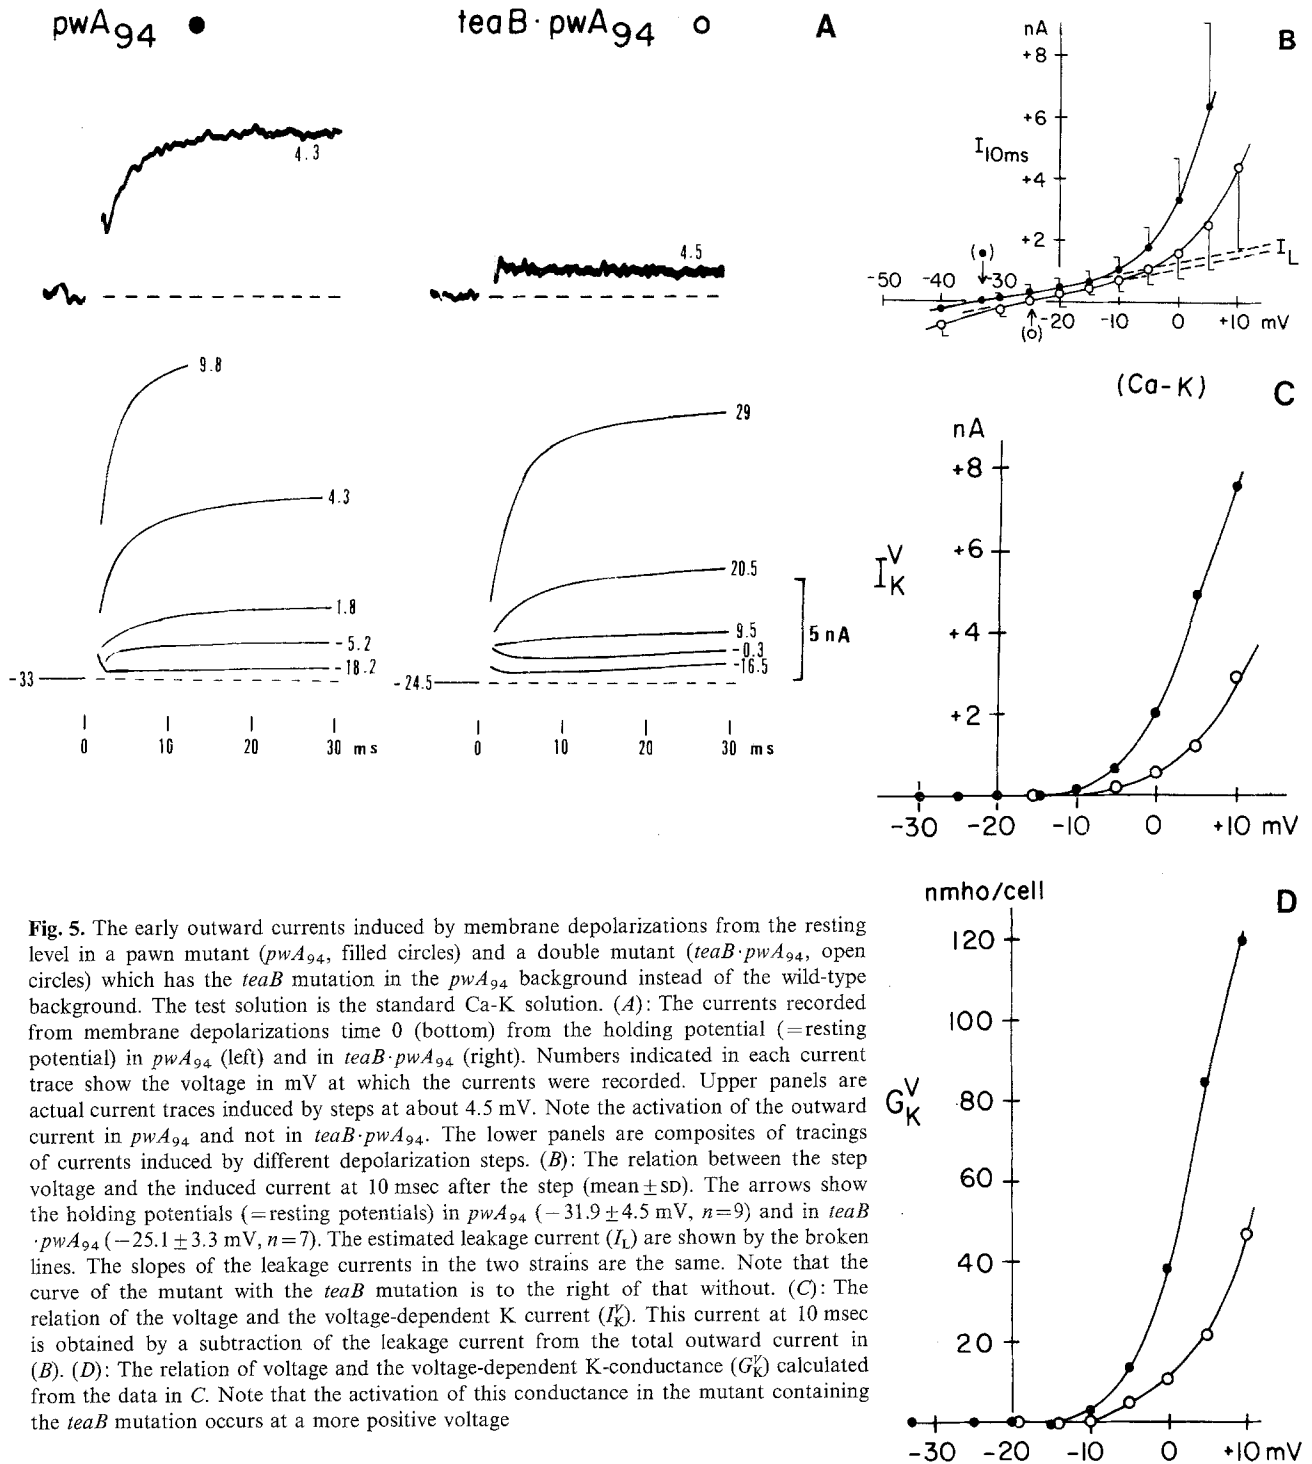 pwA94 ●
teaB·pwA94 o
A
4.3
4.5
9.8
4.3
1.8
-5.2
-18.2
-33
29
20.5
9.5
-0.3
-16.5
-24.5
5 nA
0 10 20 30 ms
0 10 20 30 ms
B
nA
+8
+6
I10ms
+4
+2
IL
(•)
-50 -40 -30
(o) -20 -10 0 +10 mV
(Ca-K)
C
nA
+8
+6
IVK
+4
+2
-30 -20 -10 0 +10 mV
D
nmho/cell
120
100
GVK
80
60
40
20
-30 -20 -10 0 +10 mV
Fig. 5. The early outward currents induced by membrane depolarizations from the resting
level in a pawn mutant (pwA94, filled circles) and a double mutant (teaB·pwA94, open
circles) which has the teaB mutation in the pwA94 background instead of the wild-type
background. The test solution is the standard Ca-K solution. (A): The currents recorded
from membrane depolarizations time 0 (bottom) from the holding potential (=resting
potential) in pwA94 (left) and in teaB·pwA94 (right). Numbers indicated in each current
trace show the voltage in mV at which the currents were recorded. Upper panels are
actual current traces induced by steps at about 4.5 mV. Note the activation of the outward
current in pwA94 and not in teaB·pwA94. The lower panels are composites of tracings
of currents induced by different depolarization steps. (B): The relation between the step
voltage and the induced current at 10 msec after the step (mean±SD). The arrows show
the holding potentials (=resting potentials) in pwA94 (−31.9±4.5 mV, n=9) and in teaB
·pwA94 (−25.1±3.3 mV, n=7). The estimated leakage current (IL) are shown by the broken
lines. The slopes of the leakage currents in the two strains are the same. Note that the
curve of the mutant with the teaB mutation is to the right of that without. (C): The
relation of the voltage and the voltage-dependent K current (IVK). This current at 10 msec
is obtained by a subtraction of the leakage current from the total outward current in
(B). (D): The relation of voltage and the voltage-dependent K-conductance (GVK) calculated
from the data in C. Note that the activation of this conductance in the mutant containing
the teaB mutation occurs at a more positive voltage